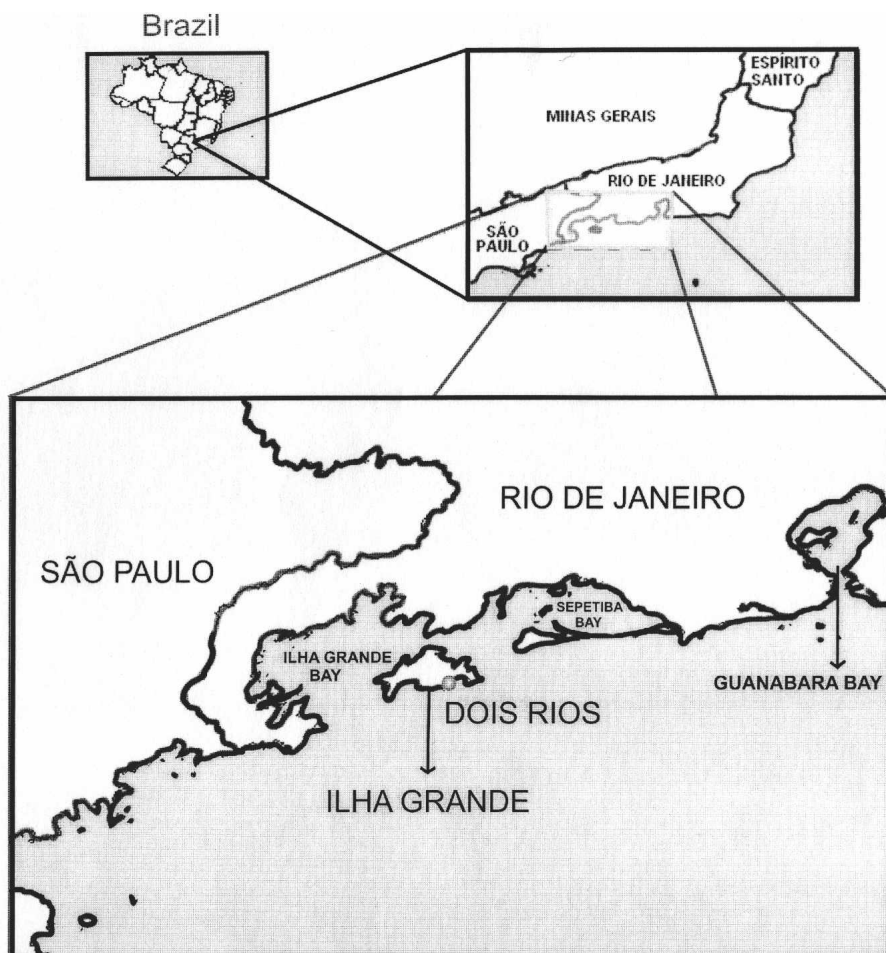 Brazil
ESPÍRITO
SANTO
MINAS GERAIS
RIO DE JANEIRO
SÃO
PAULO
RIO DE JANEIRO
SÃO PAULO
SEPETIBA
BAY
ILHA GRANDE
BAY
GUANABARA BAY
DOIS RIOS
ILHA GRANDE